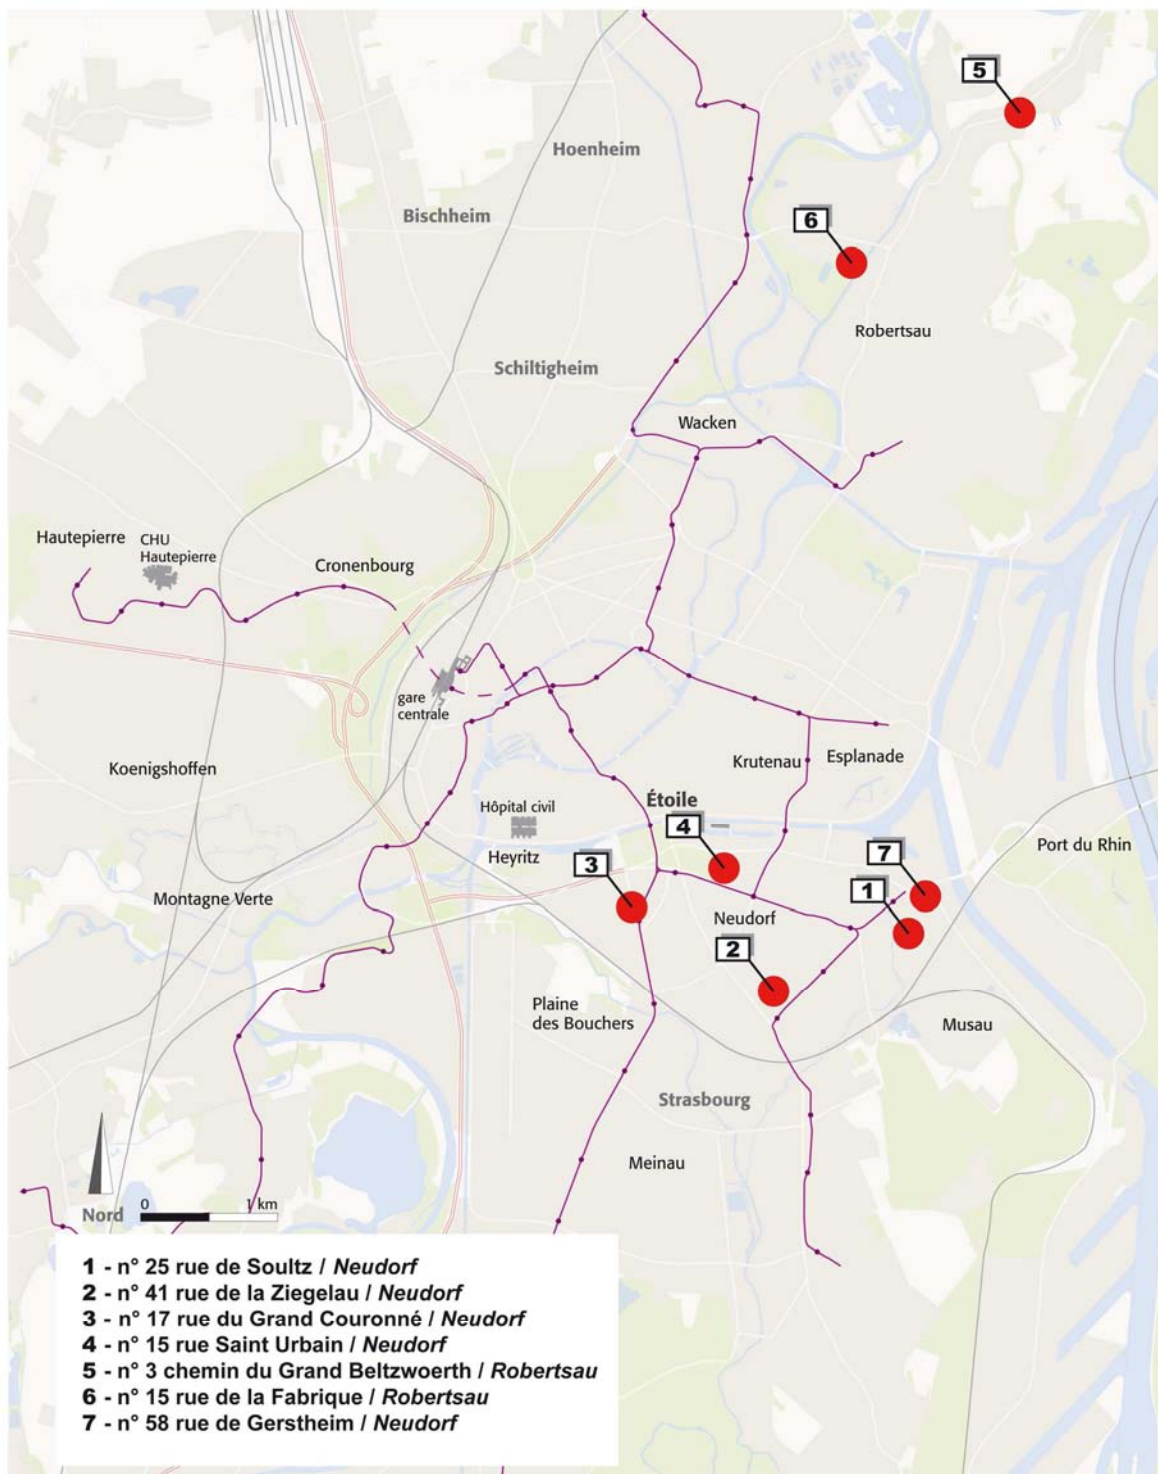 5
Hoenheim
6
Bischheim
Robertsau
Schiltigheim
Wacken
Hautepierre
CHU
Hautepierre
Cronenbourg
gare
centrale
Koenigshoffen
Krutenau
Esplanade
Étoile
Hôpital civil
4
Heyritz
3
7
Port du Rhin
1
Montagne Verte
Neudorf
2
Plaine
des Bouchers
Musau
Strasbourg
Meinau
Nord
0
1 km
1 - n° 25 rue de Soultz / Neudorf
2 - n° 41 rue de la Ziegelau / Neudorf
3 - n° 17 rue du Grand Couronné / Neudorf
4 - n° 15 rue Saint Urbain / Neudorf
5 - n° 3 chemin du Grand Beltzwoerth / Robertsau
6 - n° 15 rue de la Fabrique / Robertsau
7 - n° 58 rue de Gerstheim / Neudorf